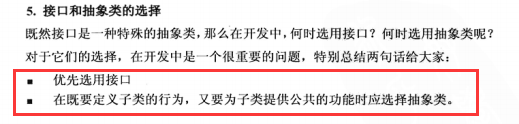 5. 接口和抽象类的选择
既然接口是一种特殊的抽象类，那么在开发中，何时选用接口？何时选用抽象类呢？
对于它们的选择，在开发中是一个很重要的问题，特别总结两句话给大家：
■ 优先选用接口
■ 在既要定义子类的行为，又要为子类提供公共的功能时应选择抽象类。